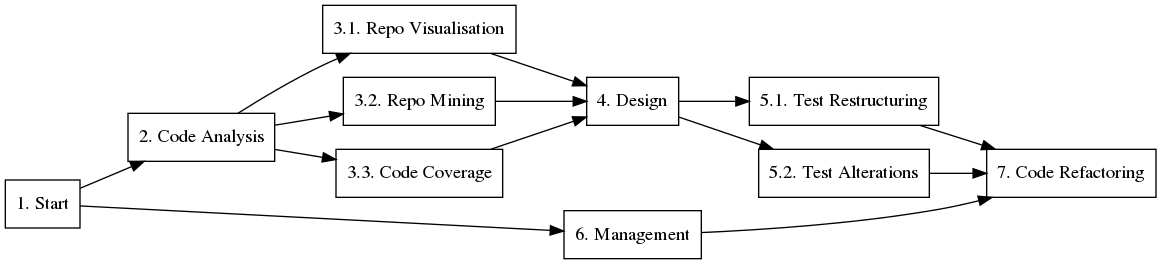 3.1. Repo Visualisation
3.2. Repo Mining
4. Design
5.1. Test Restructuring
2. Code Analysis
3.3. Code Coverage
5.2. Test Alterations
7. Code Refactoring
1. Start
6. Management